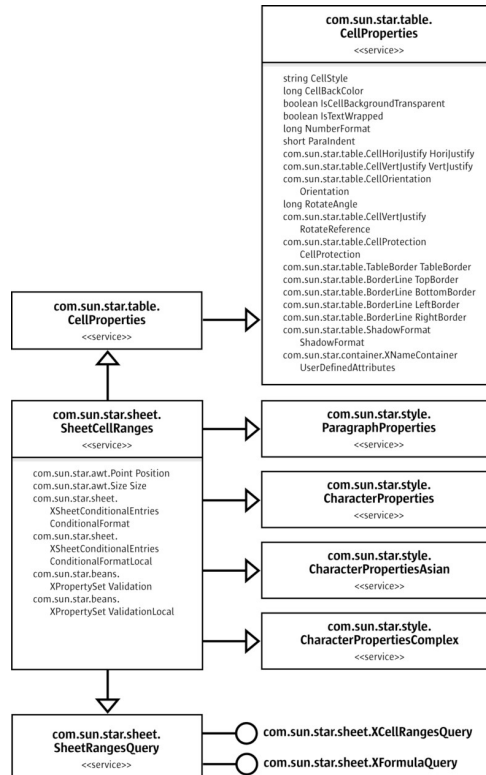 com.sun.star.table.
CellProperties
<<service>>
string CellStyle
long CellBackColor
boolean IsCellBackgroundTransparent
boolean IsTextWrapped
long NumberFormat
short ParaIndent
com.sun.star.table.CellHoriJustify HoriJustify
com.sun.star.table.CellVertJustify VertJustify
com.sun.star.table.CellOrientation
Orientation
long RotateAngle
com.sun.star.table.CellVertJustify
RotateReference
com.sun.star.table.CellProtection
CellProtection
com.sun.star.table.TableBorder TableBorder
com.sun.star.table.BorderLine TopBorder
com.sun.star.table.BorderLine BottomBorder
com.sun.star.table.BorderLine LeftBorder
com.sun.star.table.BorderLine RightBorder
com.sun.star.table.ShadowFormat
ShadowFormat
com.sun.star.container.XNameContainer
UserDefinedAttributes
com.sun.star.table.
CellProperties
<<service>>
com.sun.star.sheet.
SheetCellRanges
<<service>>
com.sun.star.awt.Point Position
com.sun.star.awt.Size Size
com.sun.star.sheet.
XSheetConditionalEntries
ConditionalFormat
com.sun.star.sheet.
XSheetConditionalEntries
ConditionalFormatLocal
com.sun.star.beans.
XPropertySet Validation
com.sun.star.beans.
XPropertySet ValidationLocal
com.sun.star.style.
ParagraphProperties
<<service>>
com.sun.star.style.
CharacterProperties
<<service>>
com.sun.star.style.
CharacterPropertiesAsian
<<service>>
com.sun.star.style.
CharacterPropertiesComplex
<<service>>
com.sun.star.sheet.
SheetRangesQuery
<<service>>
com.sun.star.sheet.XCellRangesQuery
com.sun.star.sheet.XFormulaQuery